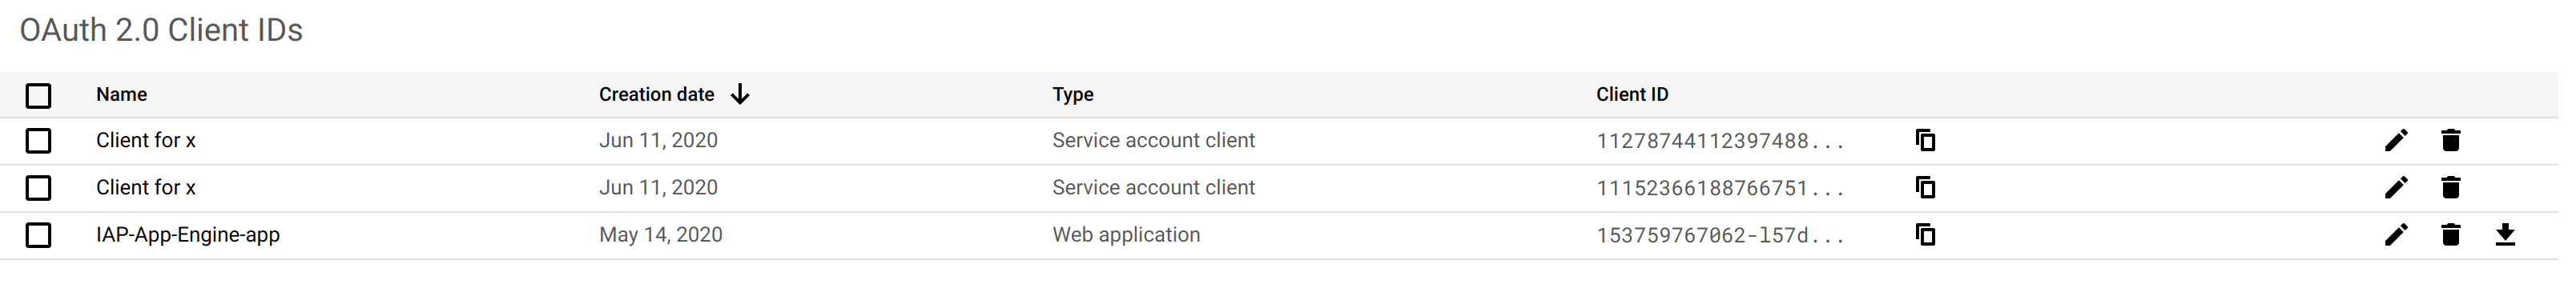 OAuth 2.0 Client IDs
Name Creation date Type Client ID
Client for x Jun 11, 2020 Service account client 11278744112397488...
Client for x Jun 11, 2020 Service account client 11152366188766751...
IAP-App-Engine-app May 14, 2020 Web application 153759767062-l57d...